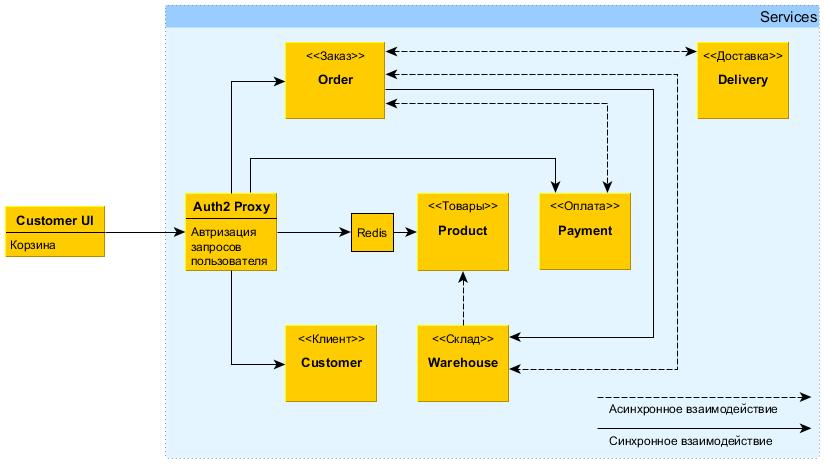 Services
<<Заказ>>
Order
<<Доставка>>
Delivery
Customer UI
Корзина
Auth2 Proxy
Автризация
запросов
пользователя
Redis
<<Товары>>
Product
<<Оплата>>
Payment
<<Клиент>>
Customer
<<Склад>>
Warehouse
Асинхронное взаимодействие
Синхронное взаимодействие